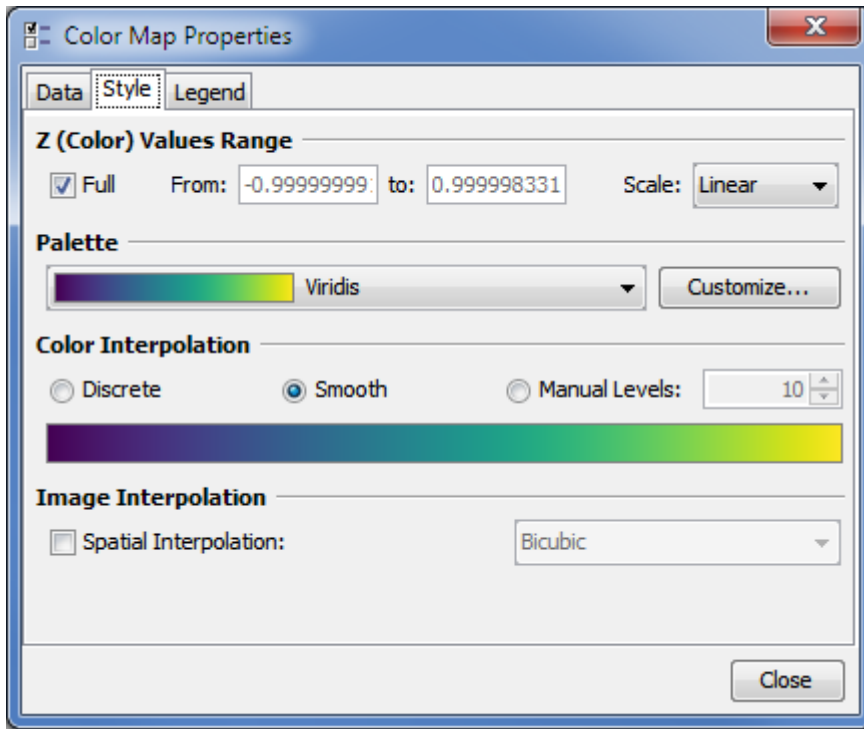 Color Map Properties
Data Style Legend
Z (Color) Values Range
Full From: -0.99999999 to: 0.999998331 Scale: Linear
Palette
Viridis Customize...
Color Interpolation
Discrete Smooth Manual Levels: 10
Image Interpolation
Spatial Interpolation: Bicubic
Close